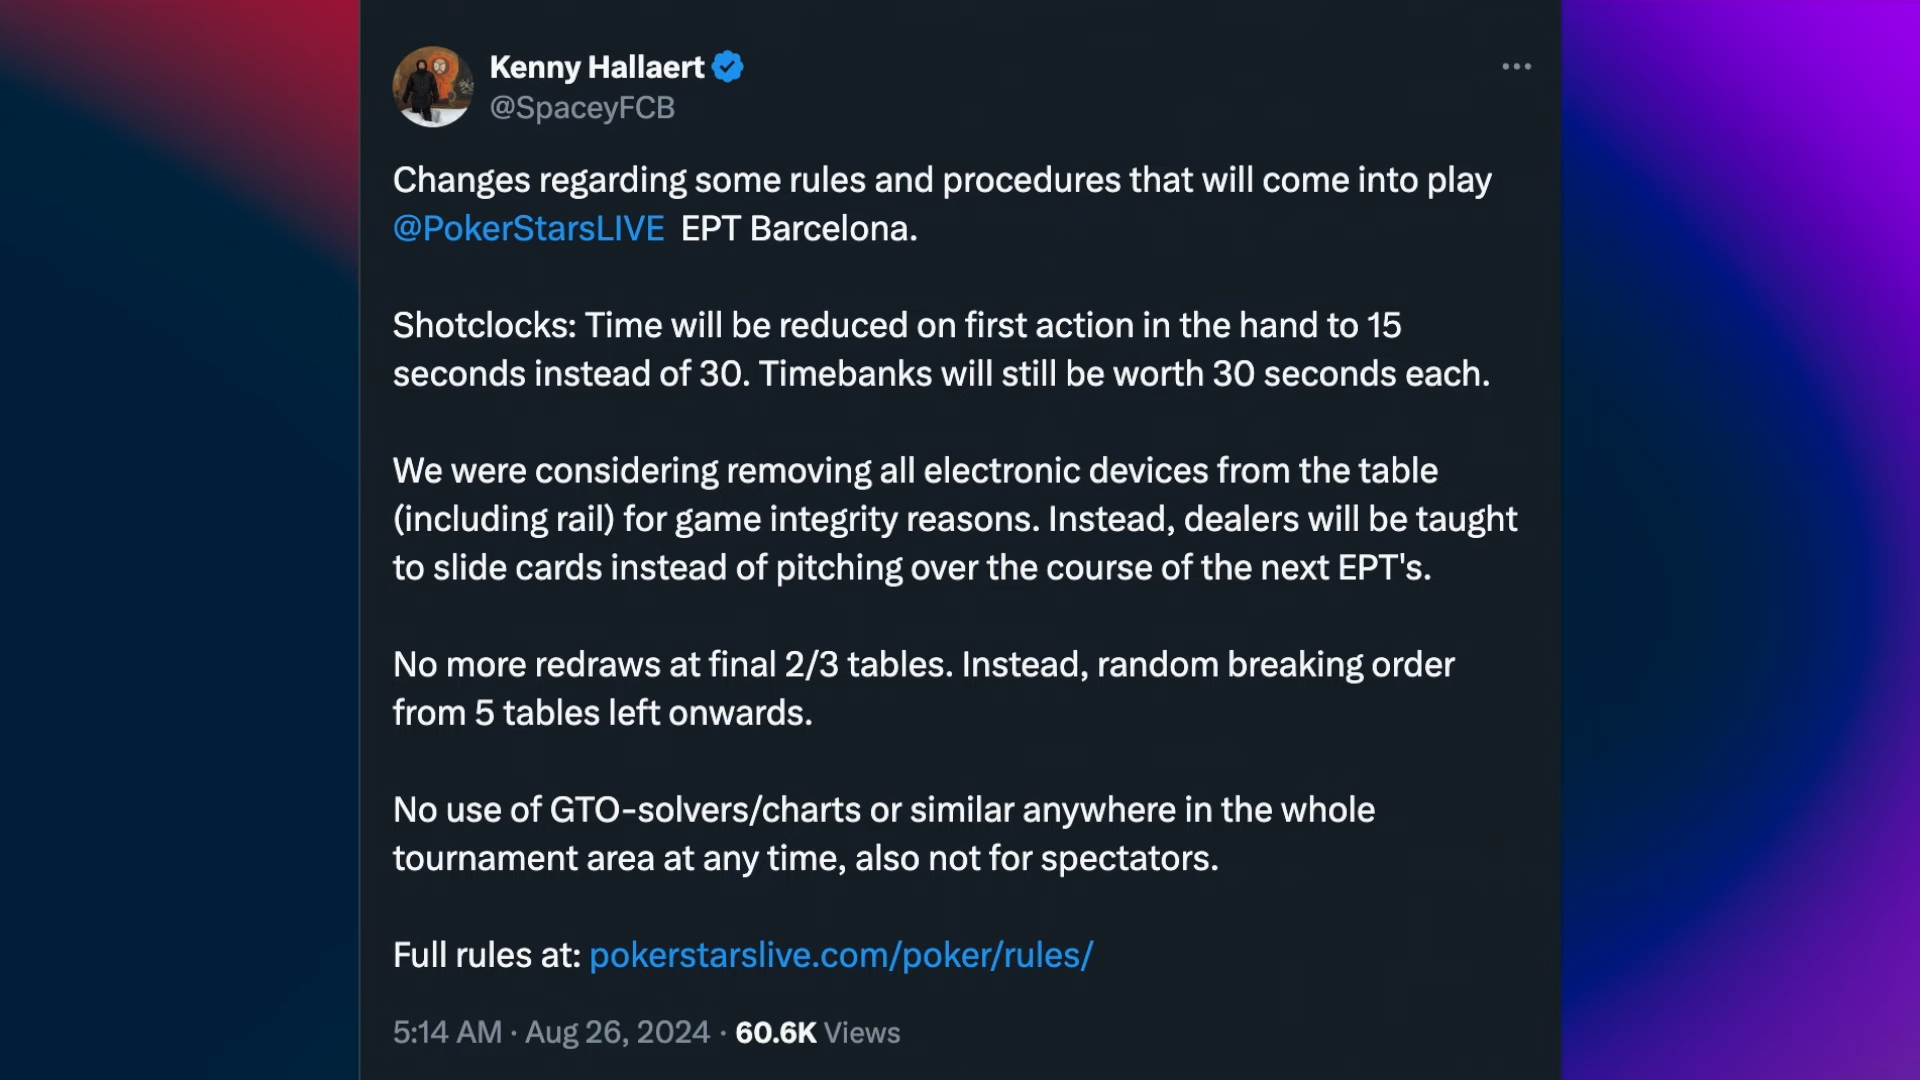 Kenny Hallaert
@SpaceyFCB
Changes regarding some rules and procedures that will come into play
@PokerStarsLIVE EPT Barcelona.
Shotclocks: Time will be reduced on first action in the hand to 15
seconds instead of 30. Timebanks will still be worth 30 seconds each.
We were considering removing all electronic devices from the table
(including rail) for game integrity reasons. Instead, dealers will be taught
to slide cards instead of pitching over the course of the next EPT's.
No more redraws at final 2/3 tables. Instead, random breaking order
from 5 tables left onwards.
No use of GTO-solvers/charts or similar anywhere in the whole
tournament area at any time, also not for spectators.
Full rules at: pokerstarslive.com/poker/rules/
5:14 AM · Aug 26, 2024 · 60.6K Views